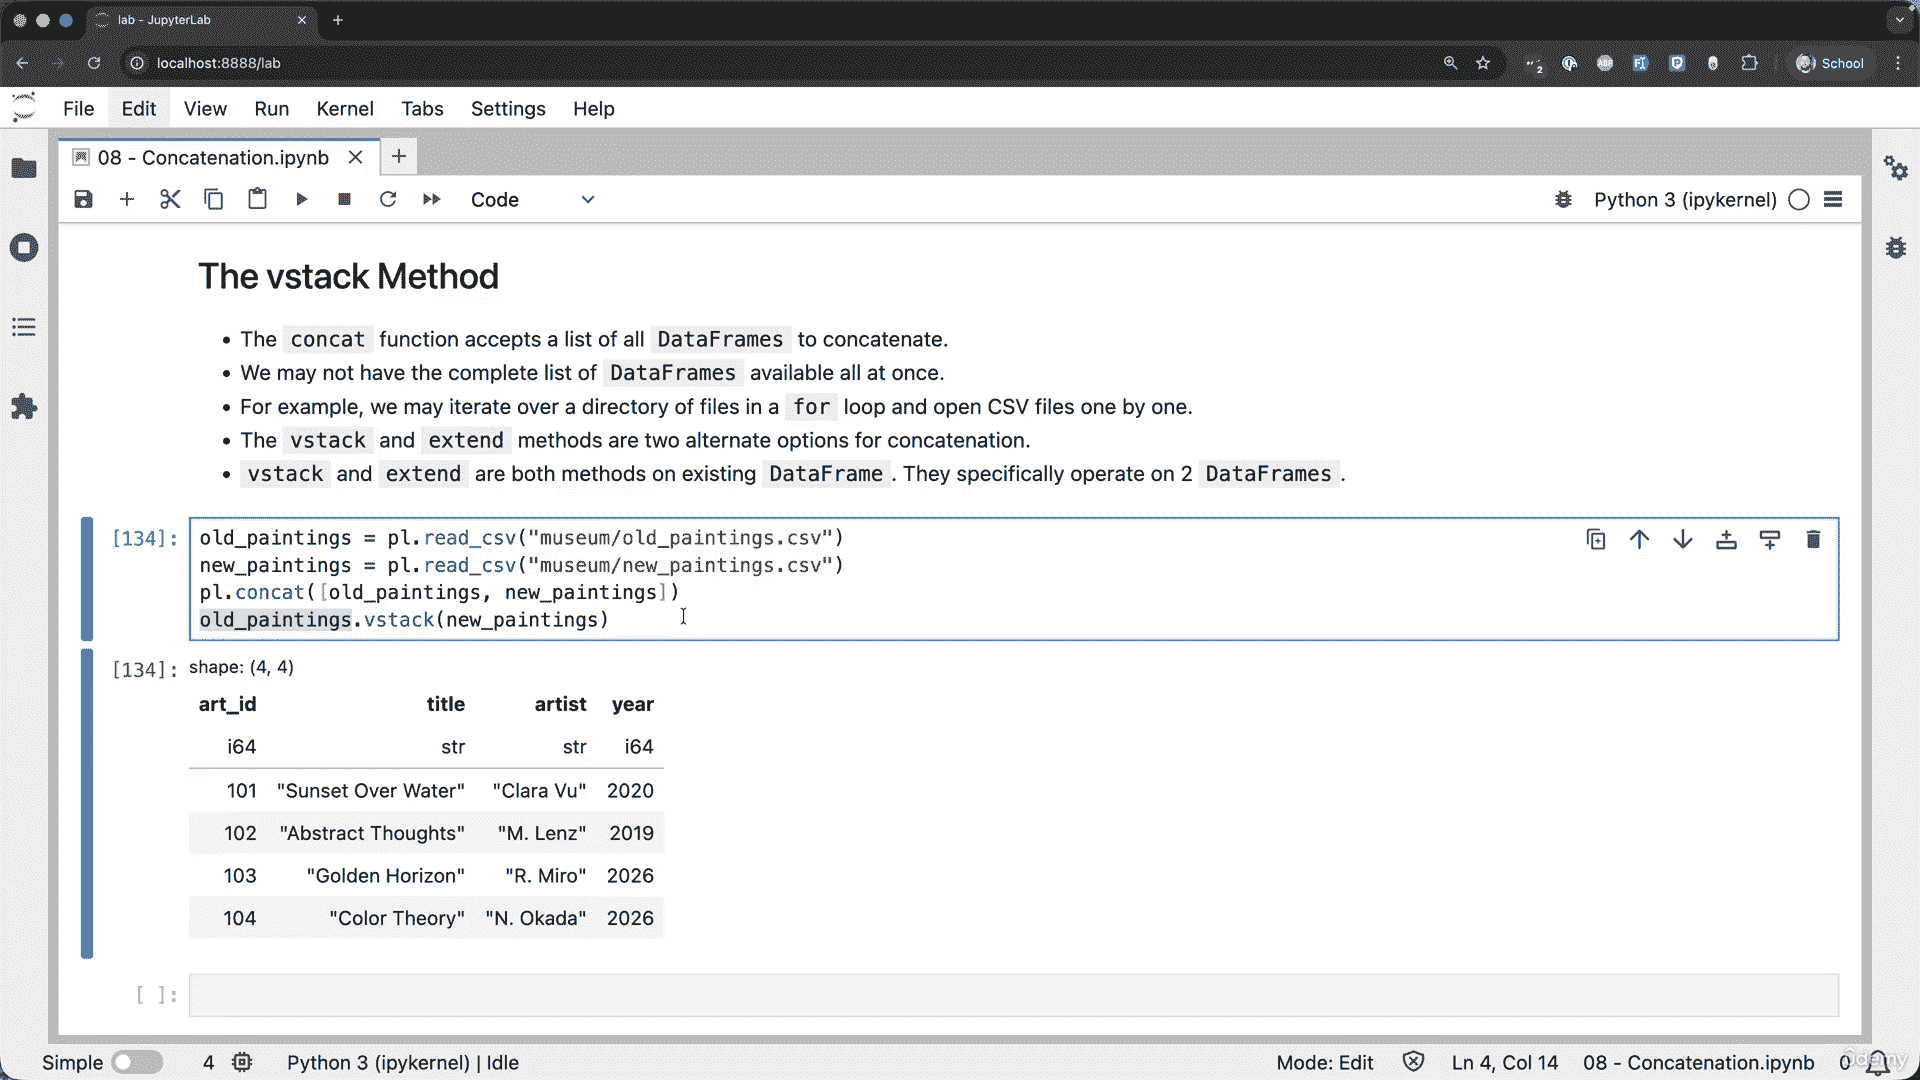 lab - JupyterLab
localhost:8888/lab
2
ABP
School
File Edit View Run Kernel Tabs Settings Help
08 - Concatenation.ipynb
Code
Python 3 (ipykernel)
The vstack Method
The concat function accepts a list of all DataFrames to concatenate.
We may not have the complete list of DataFrames available all at once.
For example, we may iterate over a directory of files in a for loop and open CSV files one by one.
The vstack and extend methods are two alternate options for concatenation.
vstack and extend are both methods on existing DataFrame . They specifically operate on 2 DataFrames .
[134]: old_paintings = pl.read_csv("museum/old_paintings.csv")
new_paintings = pl.read_csv("museum/new_paintings.csv")
pl.concat([old_paintings, new_paintings])
old_paintings.vstack(new_paintings)
[134]: shape: (4, 4)
art_id title artist year
i64 str str i64
101 "Sunset Over Water" "Clara Vu" 2020
102 "Abstract Thoughts" "M. Lenz" 2019
103 "Golden Horizon" "R. Miro" 2026
104 "Color Theory" "N. Okada" 2026
[ ]:
Simple 4 Python 3 (ipykernel) | Idle Mode: Edit Ln 4, Col 14 08 - Concatenation.ipynb 0
udemy